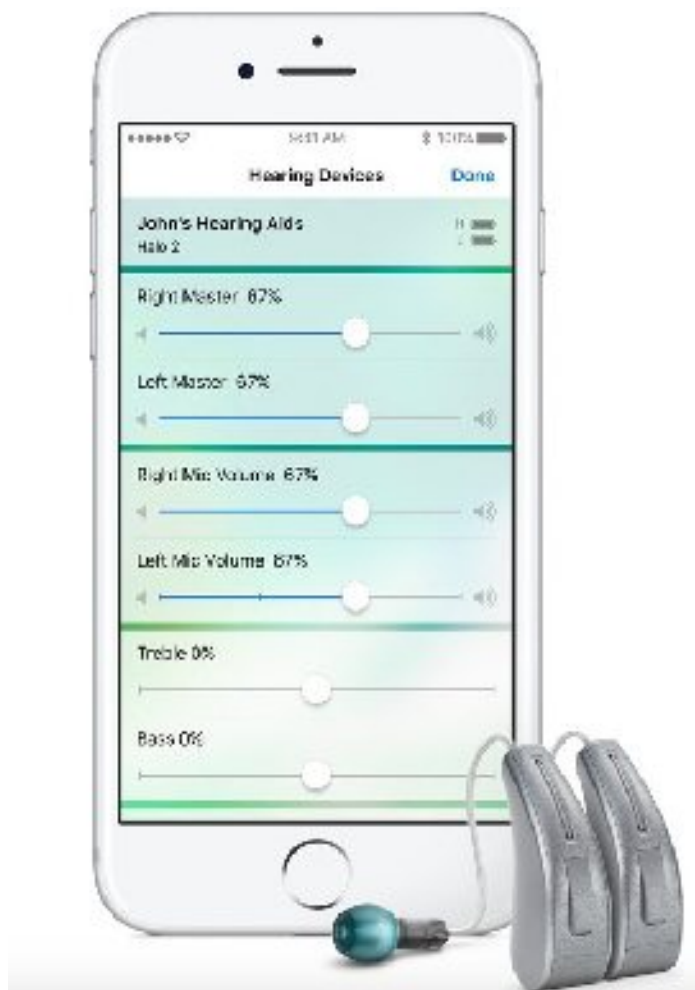 9:41 AM
100%
Hearing Devices
Done
John's Hearing Aids
Halo 2
R
L
Right Master 67%
Left Master 67%
Right Mic Volume 67%
Left Mic Volume 67%
Treble 0%
Bass 0%